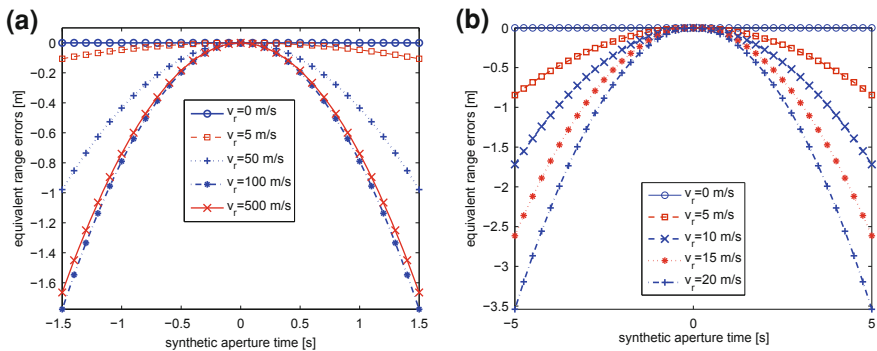 (a)
equivalent range errors [m]
0
−0.2
−0.4
−0.6
−0.8
−1
−1.2
−1.4
−1.6
v_r=0 m/s
v_r=5 m/s
v_r=50 m/s
v_r=100 m/s
v_r=500 m/s
−1.5 −1 −0.5 0 0.5 1 1.5
synthetic aperture time [s]
(b)
equivalent range errors [m]
0
−0.5
−1
−1.5
−2
−2.5
−3
−3.5
v_r=0 m/s
v_r=5 m/s
v_r=10 m/s
v_r=15 m/s
v_r=20 m/s
−5 0 5
synthetic aperture time [s]